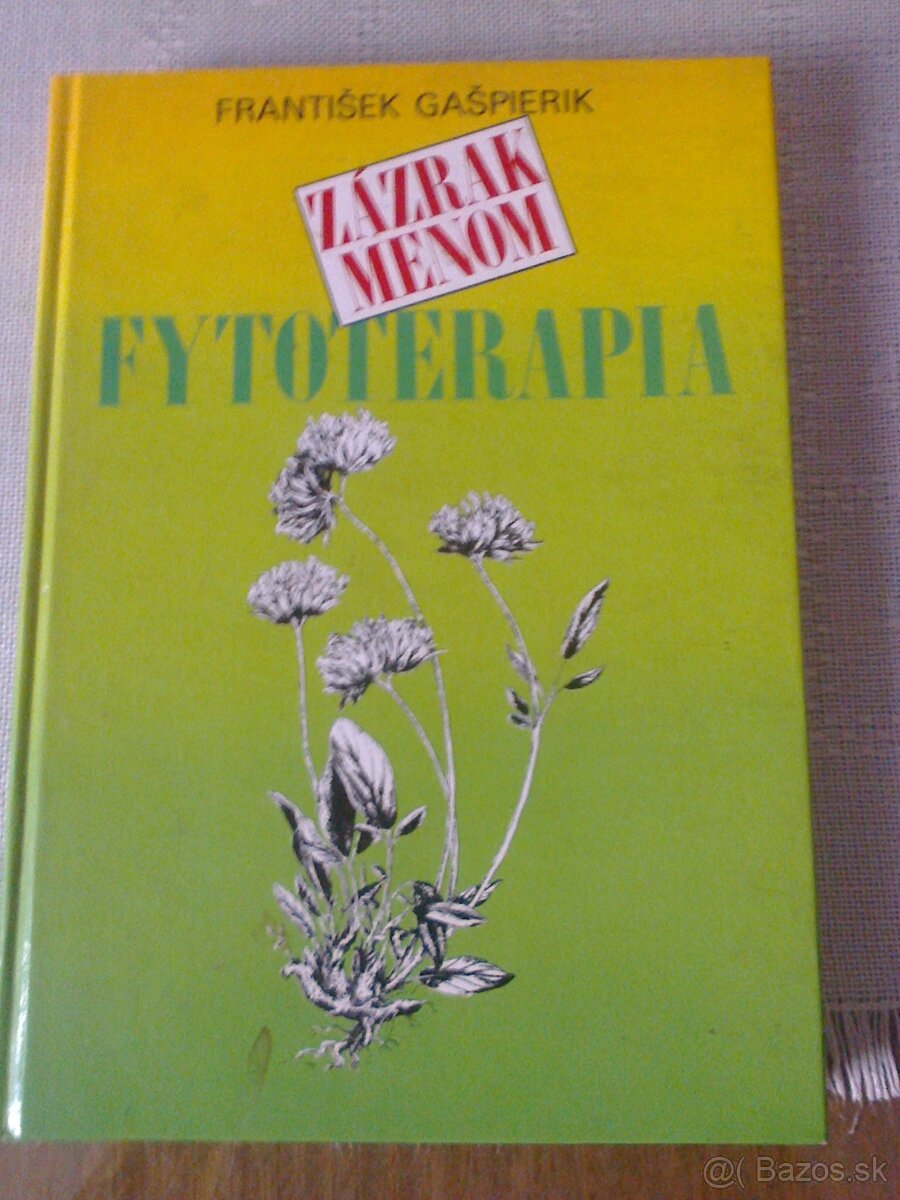 FRANTIŠEK GAŠPIERIK
ZÁZRAK
MENOM
FYTOTERAPIA
@( Bazos.sk